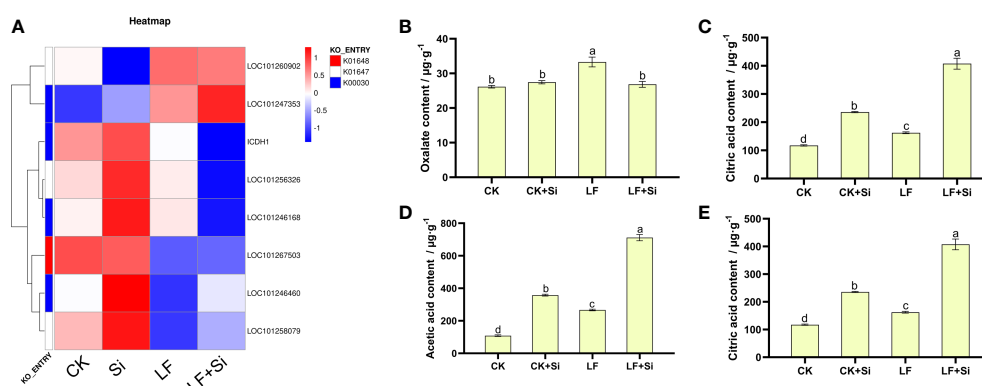 A
Heatmap
KO_ENTRY
K01648
K01647
K00030
1
0.5
0
-0.5
-1
LOC101260902
LOC101247353
ICDH1
LOC101256326
LOC101246168
LOC101267503
LOC101246460
LOC101258079
KO_ENTRY
CK
Si
LF
LF+Si
B
Oxalate content / μg·g-1
40
30
20
10
0
b
b
a
b
CK
CK+Si
LF
LF+Si
C
Citric acid content / μg·g-1
500
400
300
200
100
0
d
b
c
a
CK
CK+Si
LF
LF+Si
D
Acetic acid content / μg·g-1
800
600
400
200
0
d
b
c
a
CK
CK+Si
LF
LF+Si
E
Citric acid content / μg·g-1
500
400
300
200
100
0
d
b
c
a
CK
CK+Si
LF
LF+Si